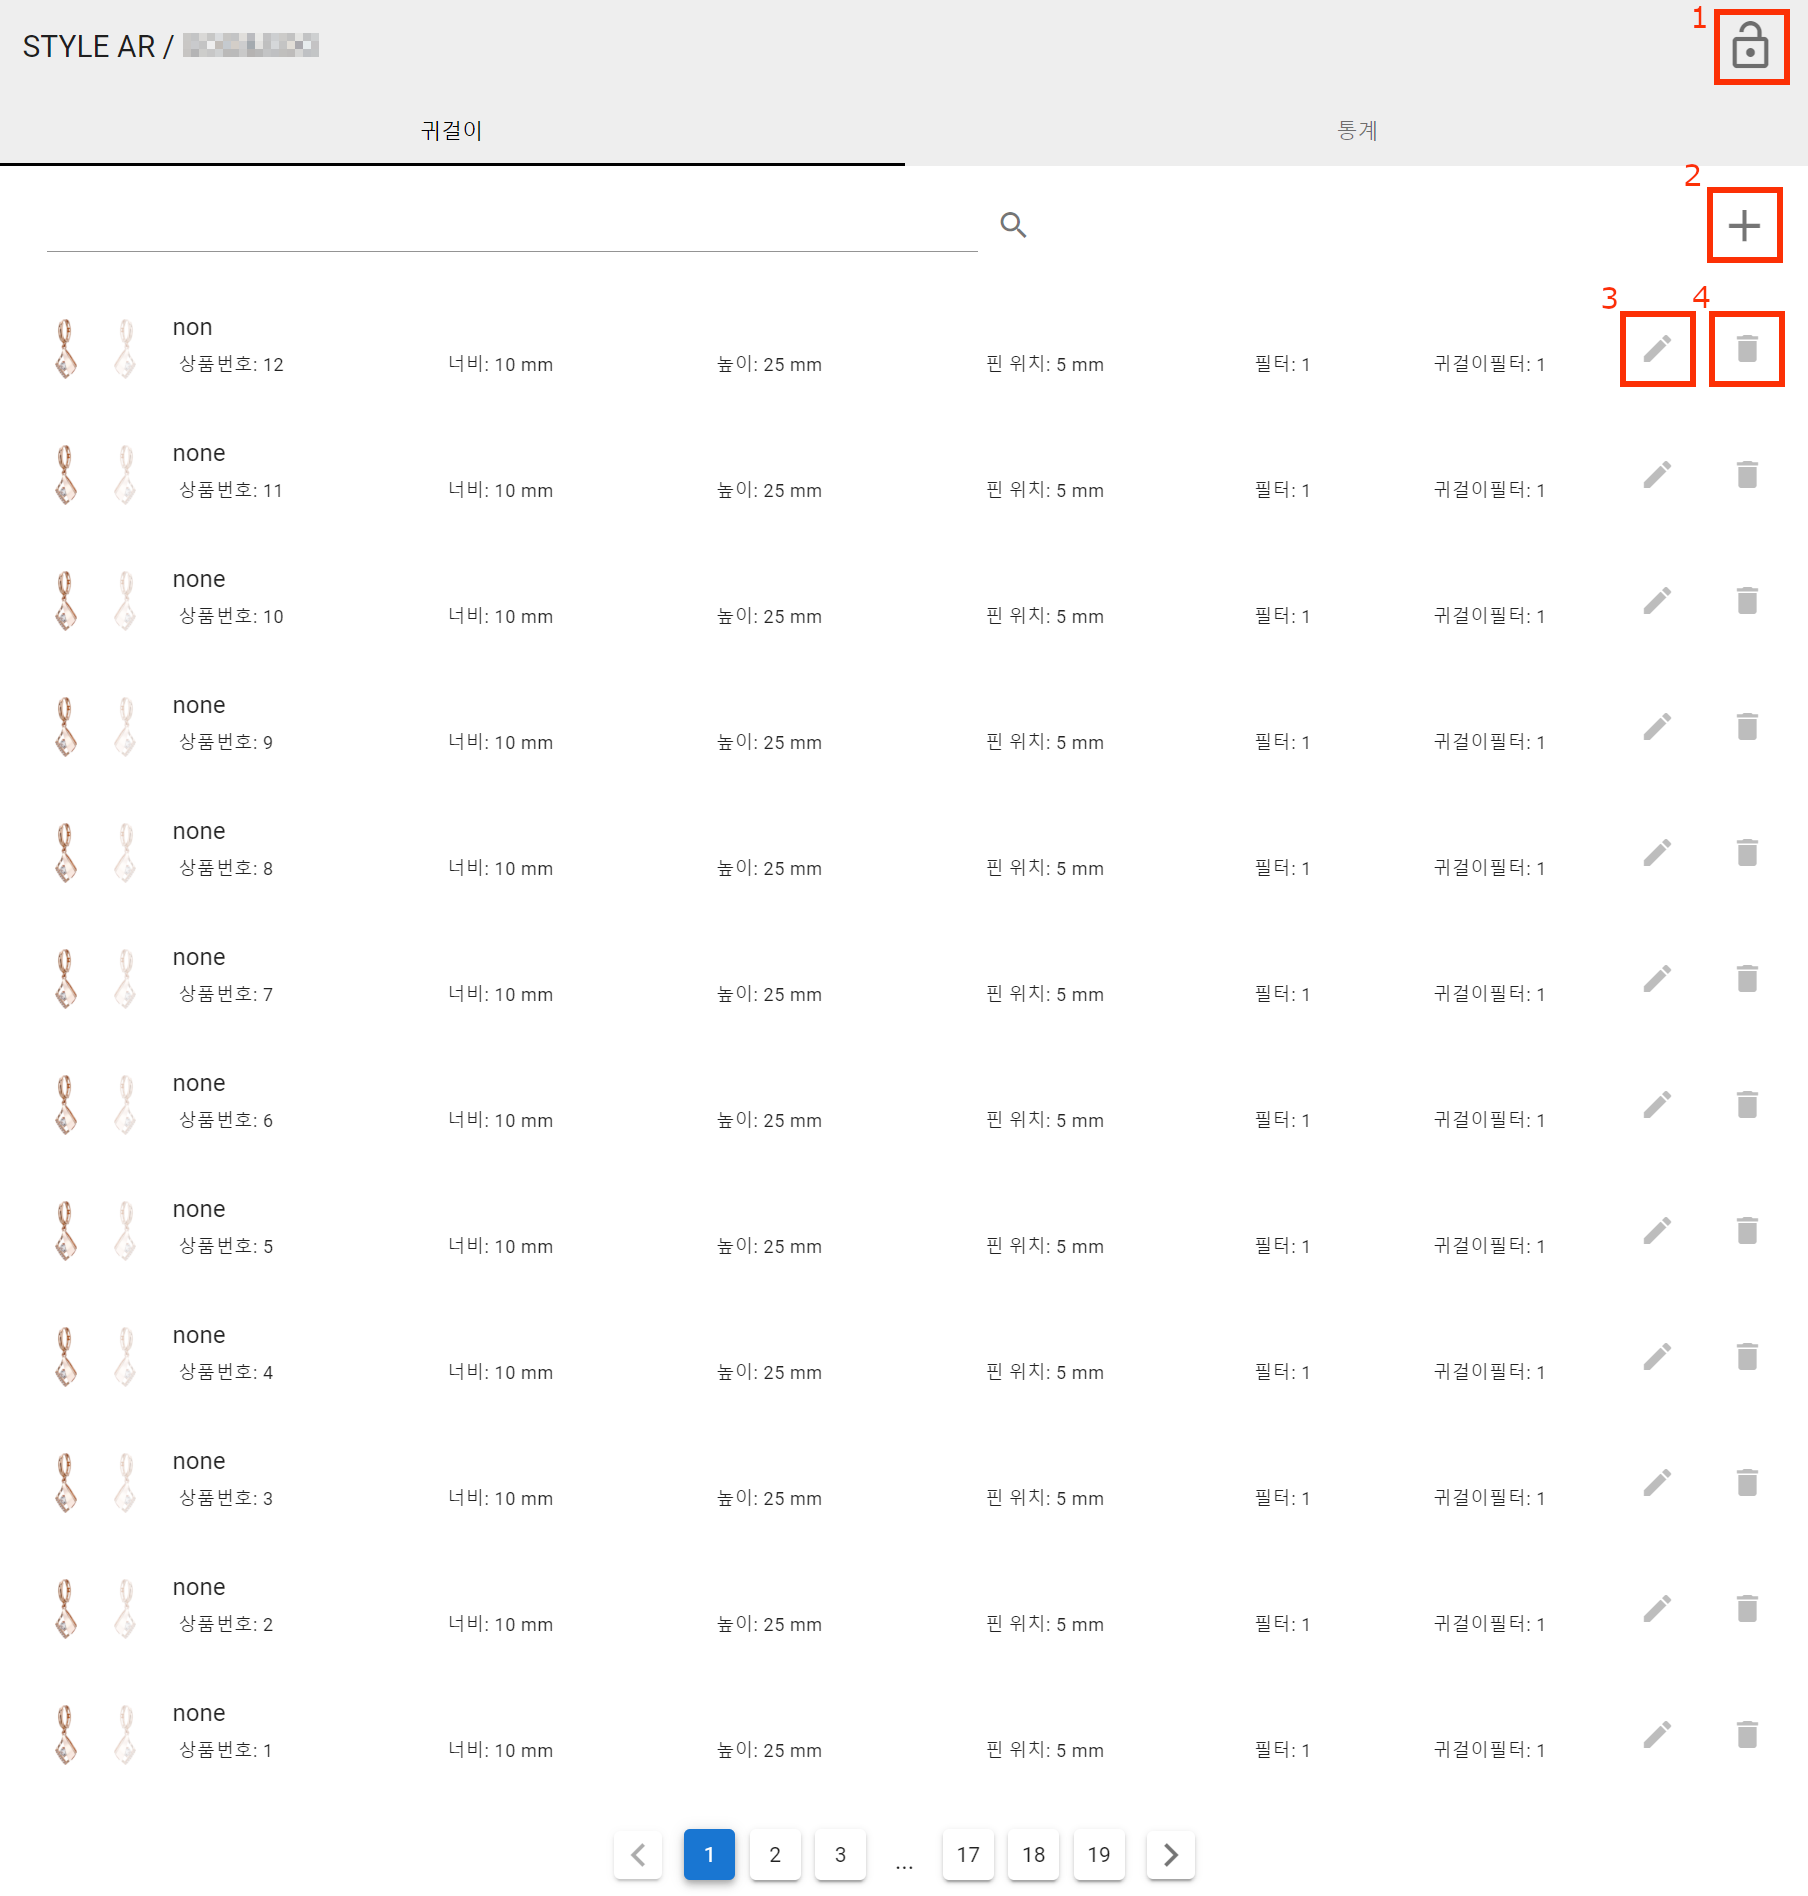 STYLE AR /
1
귀걸이 통계
2
3 4
non
상품번호: 12 너비: 10 mm 높이: 25 mm 핀 위치: 5 mm 필터: 1 귀걸이필터: 1
none
상품번호: 11 너비: 10 mm 높이: 25 mm 핀 위치: 5 mm 필터: 1 귀걸이필터: 1
none
상품번호: 10 너비: 10 mm 높이: 25 mm 핀 위치: 5 mm 필터: 1 귀걸이필터: 1
none
상품번호: 9 너비: 10 mm 높이: 25 mm 핀 위치: 5 mm 필터: 1 귀걸이필터: 1
none
상품번호: 8 너비: 10 mm 높이: 25 mm 핀 위치: 5 mm 필터: 1 귀걸이필터: 1
none
상품번호: 7 너비: 10 mm 높이: 25 mm 핀 위치: 5 mm 필터: 1 귀걸이필터: 1
none
상품번호: 6 너비: 10 mm 높이: 25 mm 핀 위치: 5 mm 필터: 1 귀걸이필터: 1
none
상품번호: 5 너비: 10 mm 높이: 25 mm 핀 위치: 5 mm 필터: 1 귀걸이필터: 1
none
상품번호: 4 너비: 10 mm 높이: 25 mm 핀 위치: 5 mm 필터: 1 귀걸이필터: 1
none
상품번호: 3 너비: 10 mm 높이: 25 mm 핀 위치: 5 mm 필터: 1 귀걸이필터: 1
none
상품번호: 2 너비: 10 mm 높이: 25 mm 핀 위치: 5 mm 필터: 1 귀걸이필터: 1
none
상품번호: 1 너비: 10 mm 높이: 25 mm 핀 위치: 5 mm 필터: 1 귀걸이필터: 1
1 2 3 ... 17 18 19